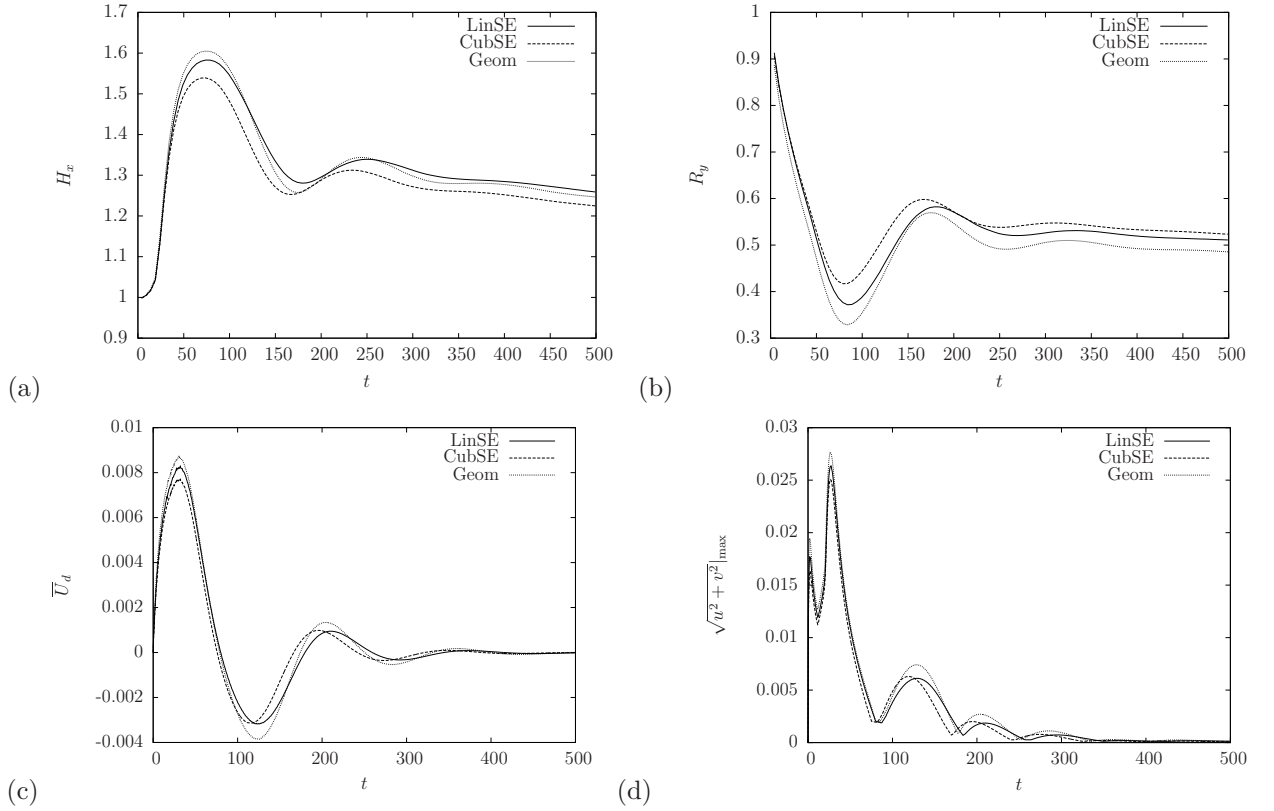 1.7
1.6
1.5
1.4
1.3
1.2
1.1
1
0.9
0 50 100 150 200 250 300 350 400 450 500
H_x
t
LinSE
CubSE
Geom
(a)
1
0.9
0.8
0.7
0.6
0.5
0.4
0.3
0 50 100 150 200 250 300 350 400 450 500
R_y
t
LinSE
CubSE
Geom
(b)
0.01
0.008
0.006
0.004
0.002
0
-0.002
-0.004
0 100 200 300 400 500
U̅_d
t
LinSE
CubSE
Geom
(c)
0.03
0.025
0.02
0.015
0.01
0.005
0
0 100 200 300 400 500
√u² + v²|max
t
LinSE
CubSE
Geom
(d)